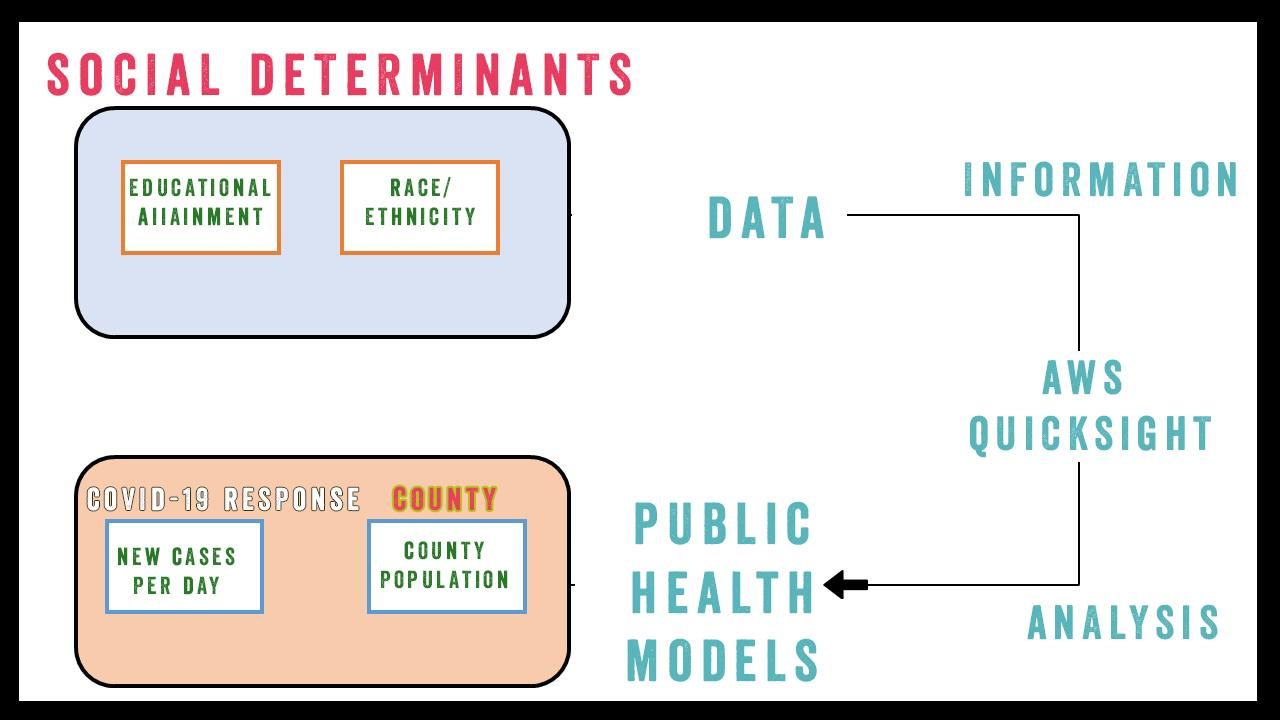 SOCIAL DETERMINANTS
EDUCATIONAL
AIIAINMENT
RACE/
ETHNICITY
DATA
INFORMATION
AWS
QUICKSIGHT
COVID-19 RESPONSE
COUNTY
NEW CASES
PER DAY
COUNTY
POPULATION
PUBLIC
HEALTH
MODELS
ANALYSIS